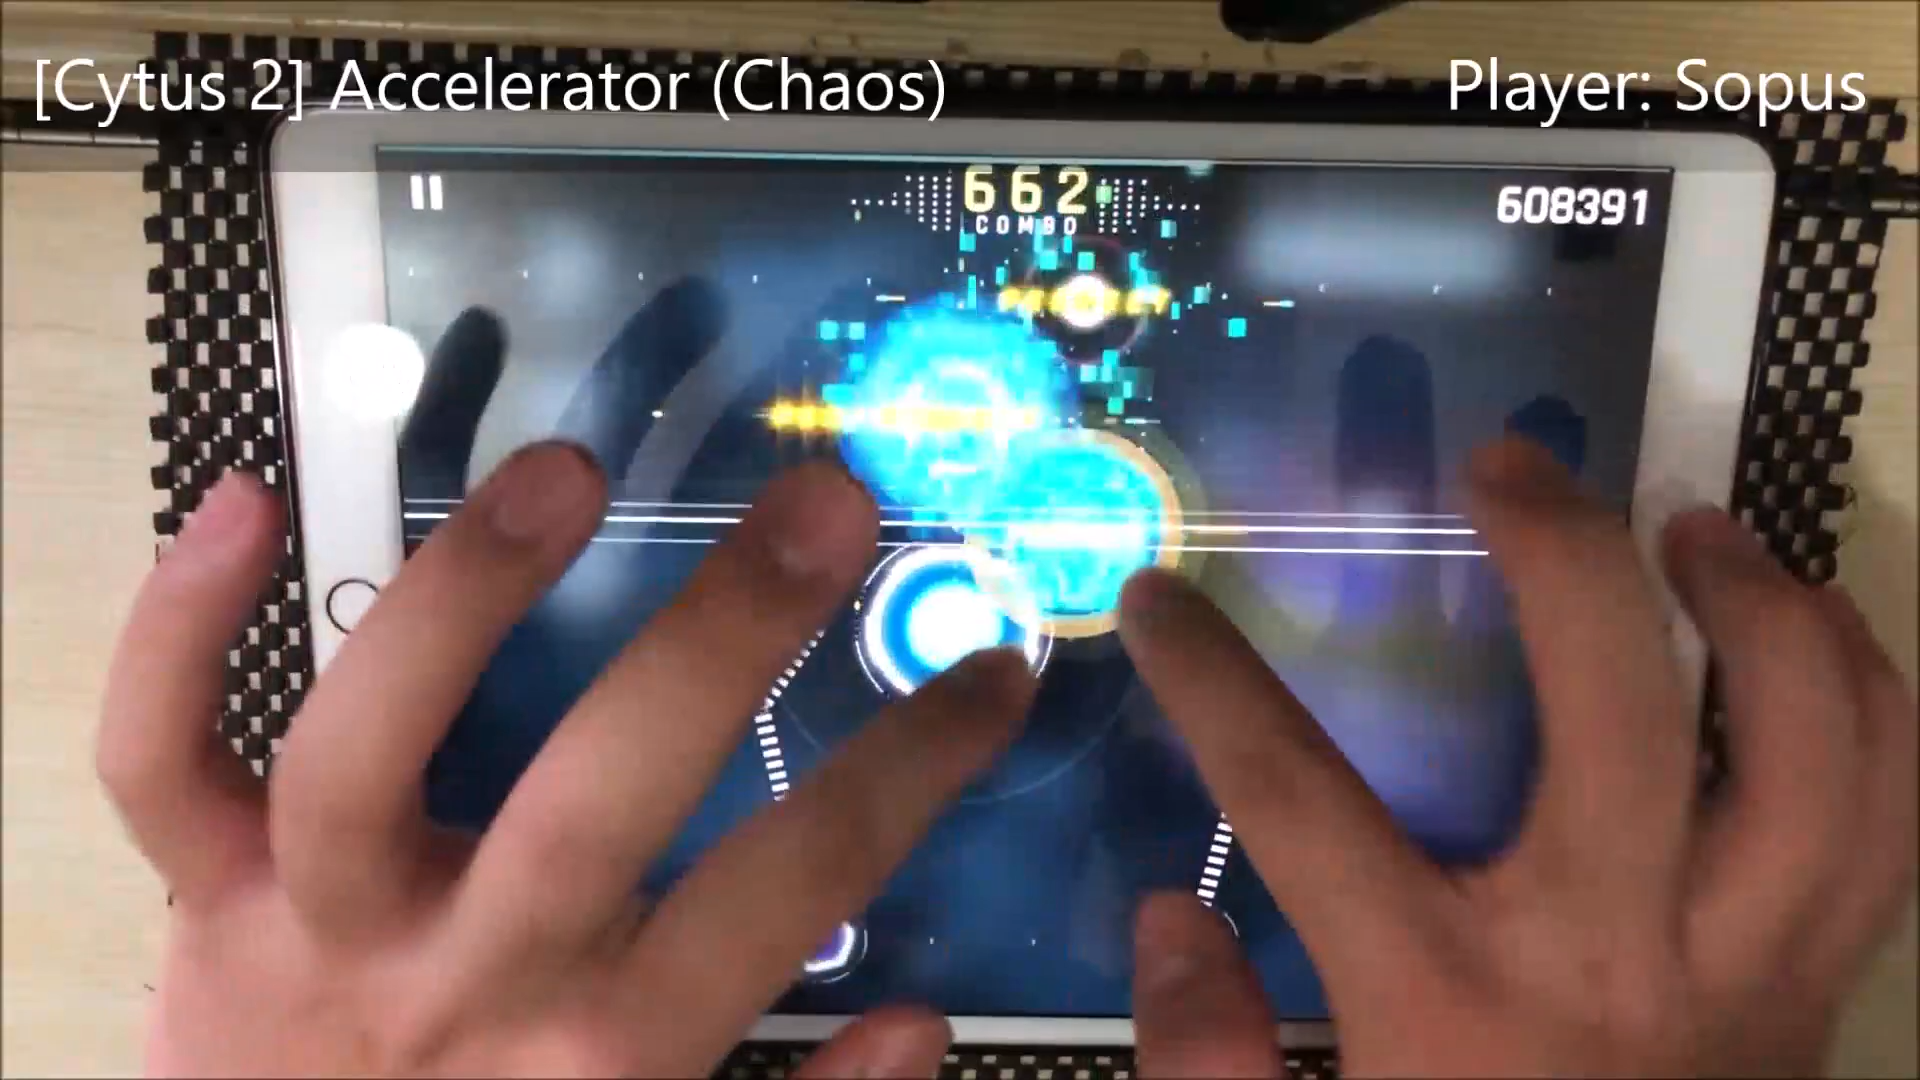 [Cytus 2] Accelerator (Chaos)
Player: Sopus
662
COMBO
608391